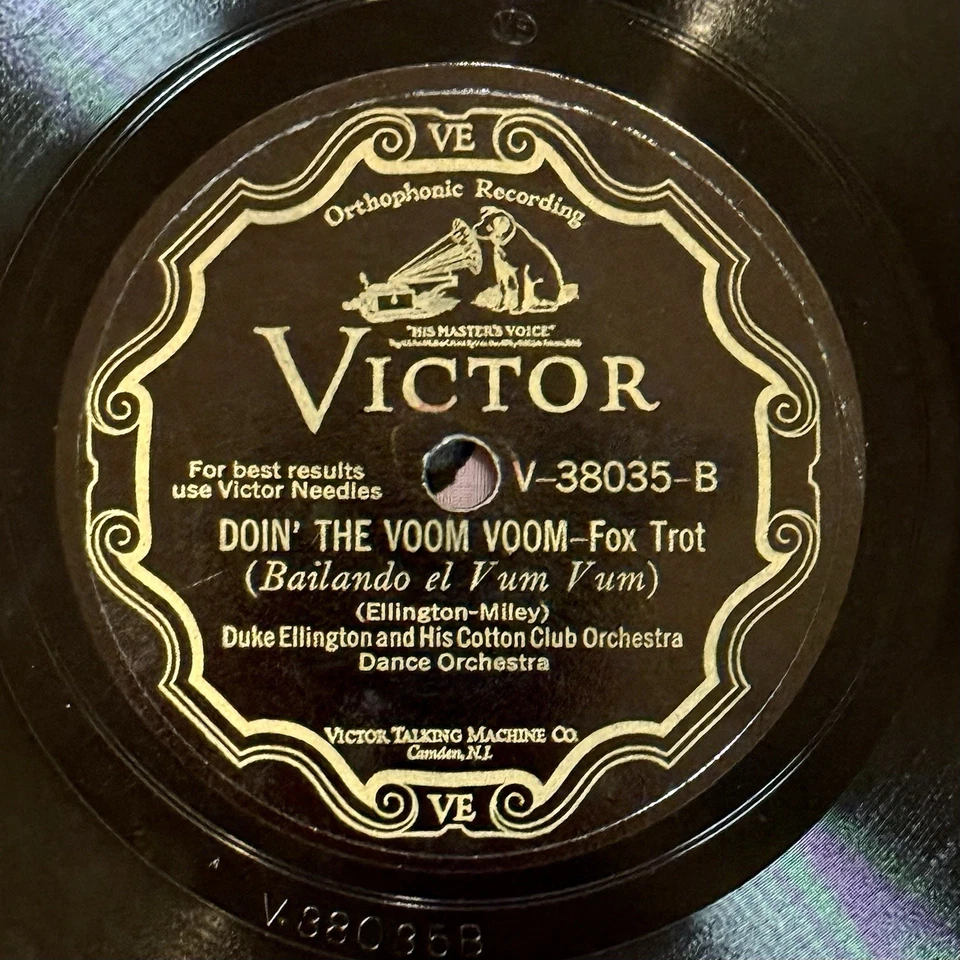 VE
VE
Orthophonic Recording
"HIS MASTER'S VOICE"
VICTOR
For best results
use Victor Needles
V-38035-B
DOIN' THE VOOM VOOM-Fox Trot
(Bailando el Vum Vum)
(Ellington-Miley)
Duke Ellington and His Cotton Club Orchestra
Dance Orchestra
VICTOR TALKING MACHINE CO.
Camden, N.J.
VE
V.38035B